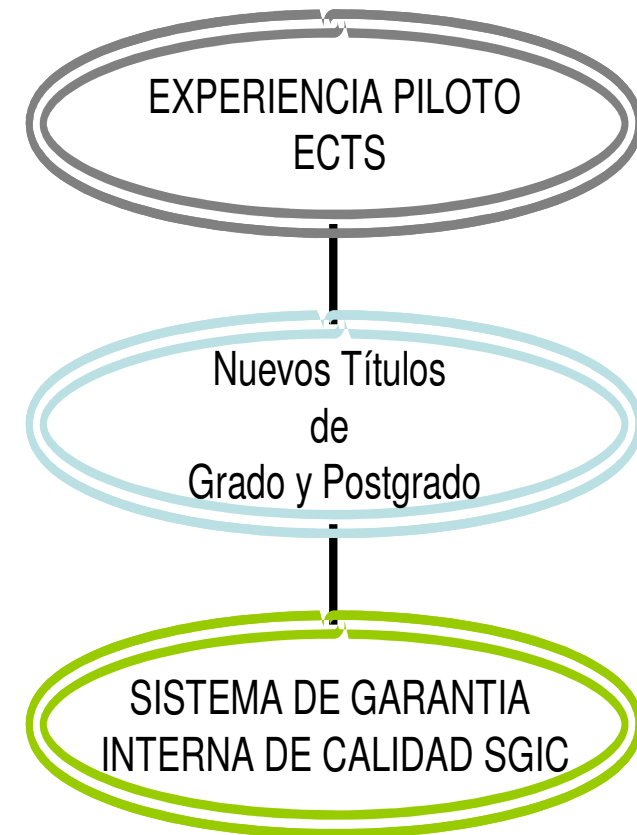 EXPERIENCIA PILOTO
ECTS
Nuevos Títulos
de
Grado y Postgrado
SISTEMA DE GARANTIA
INTERNA DE CALIDAD SGIC